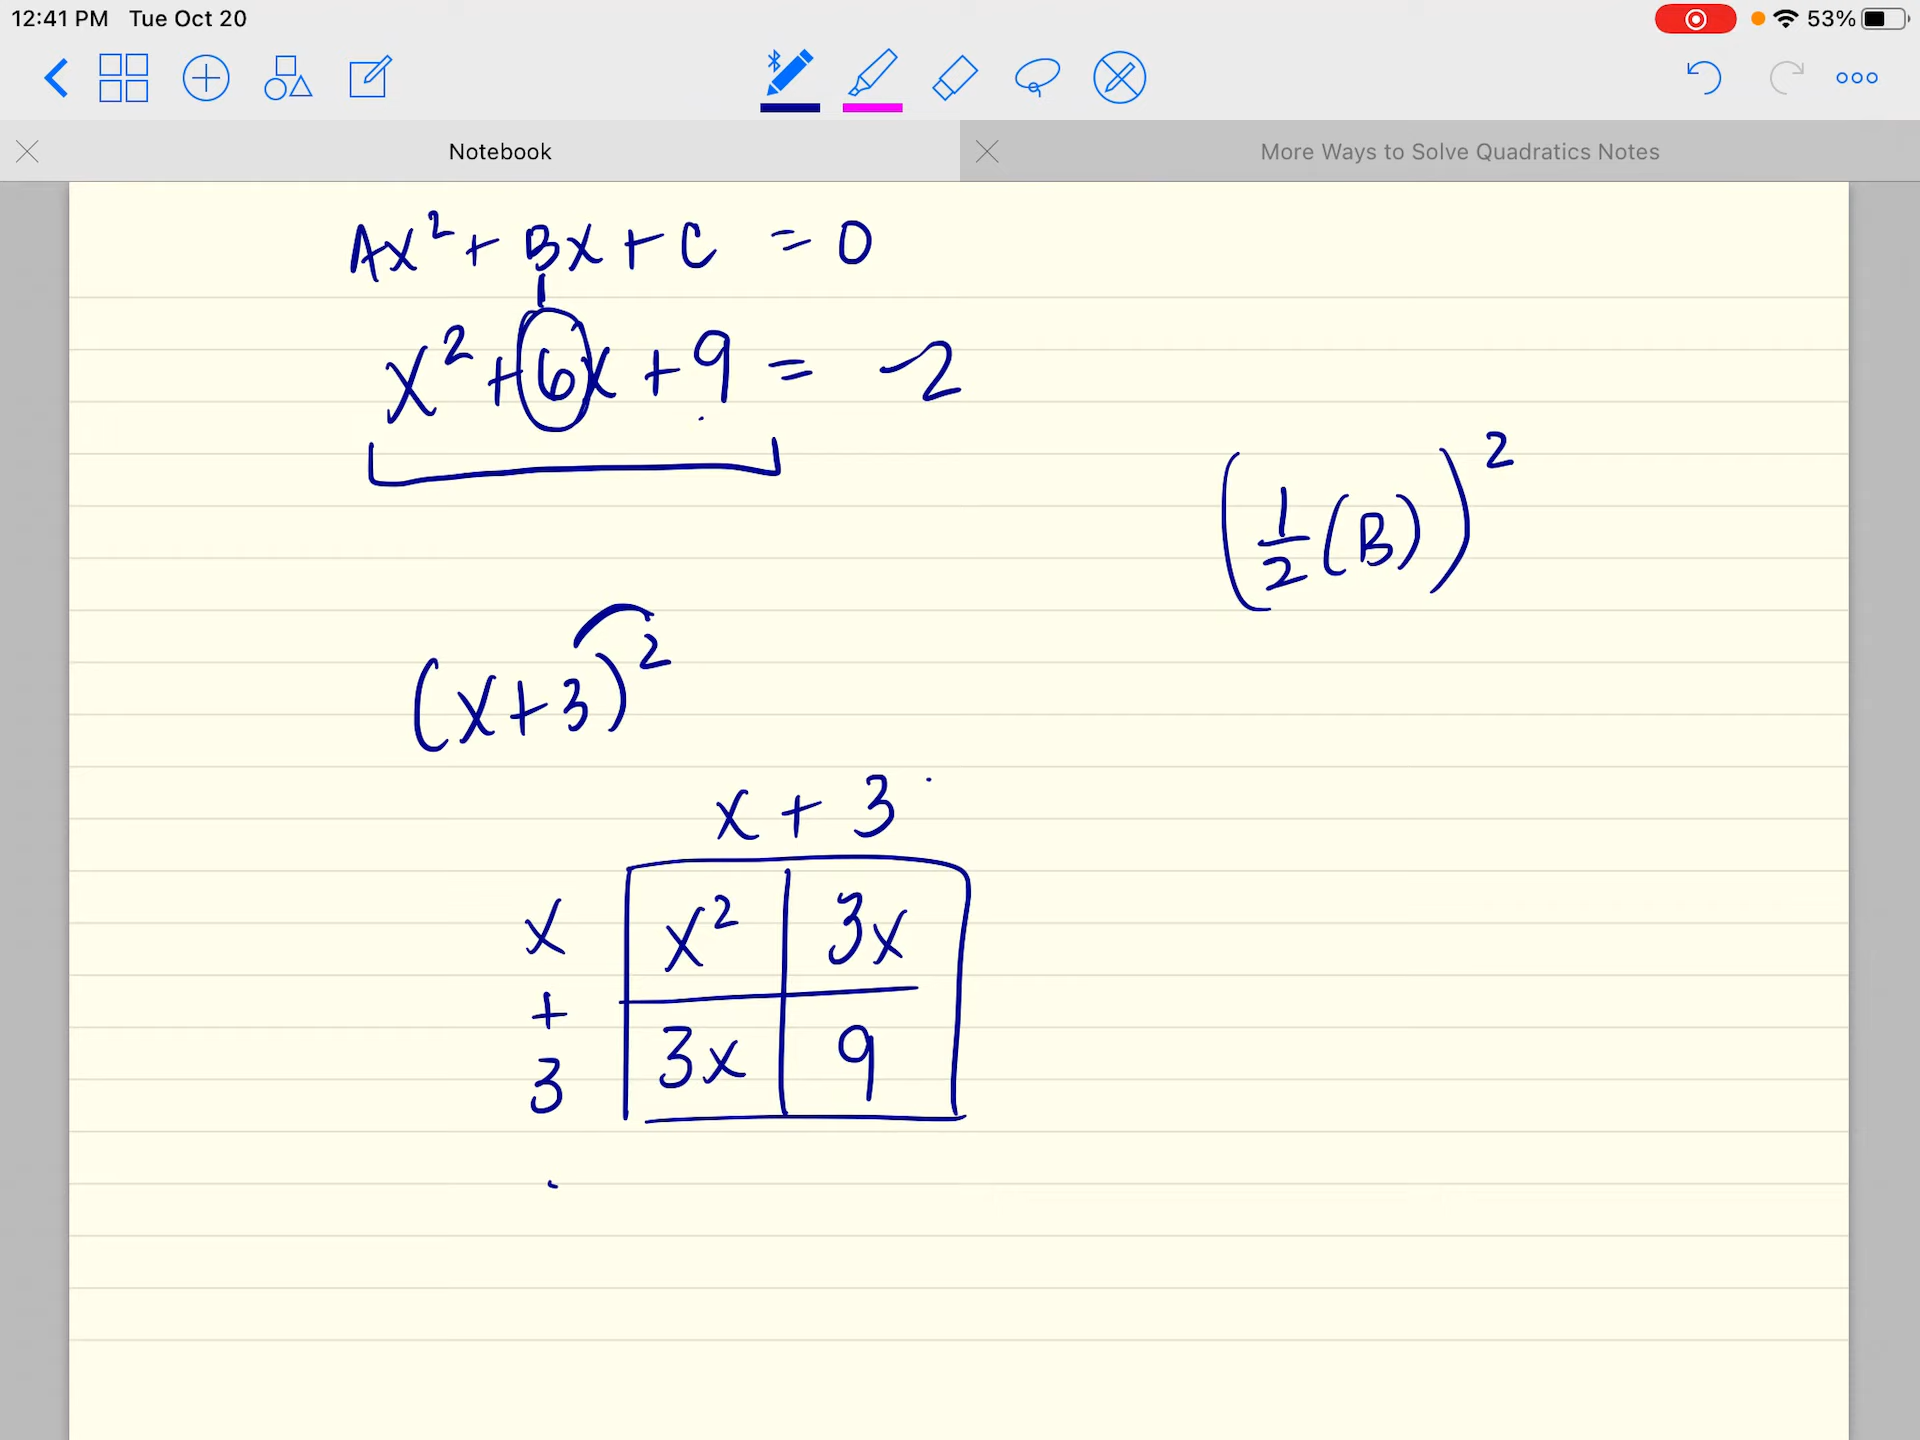 12:41 PM Tue Oct 20 53%
Notebook More Ways to Solve Quadratics Notes
Ax² + Bx + C = 0
x² + 6x + 9 = -2
(1/2 (B))²
(x+3)²
x + 3
x x² 3x
+
3 3x 9